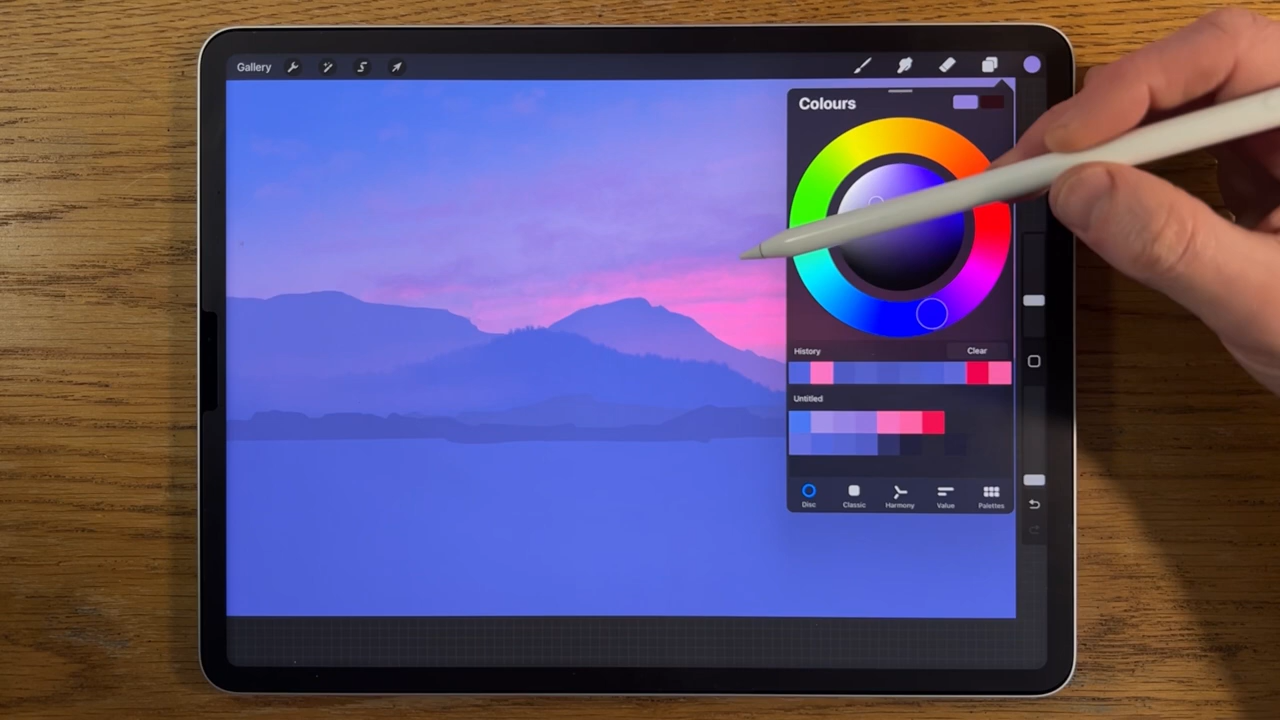 Gallery
Colours
History Clear
Untitled
Disc Classic Harmony Value Palettes